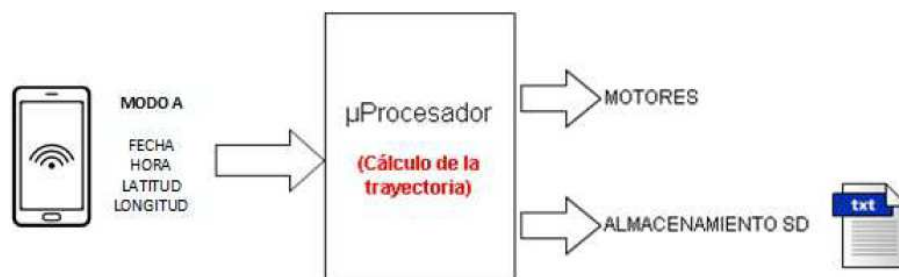 MODO A
FECHA
HORA
LATITUD
LONGITUD
µProcesador
(Cálculo de la
trayectoria)
MOTORES
ALMACENAMIENTO SD
txt